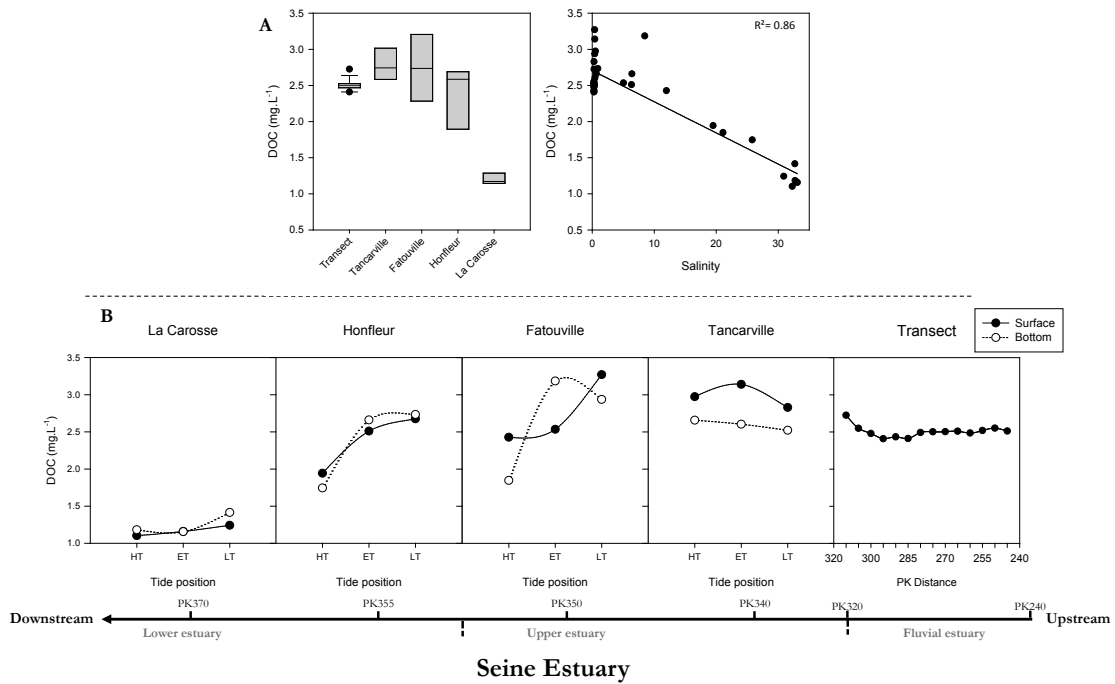 A
R²= 0.86
3.5
3.0
2.5
2.0
1.5
1.0
0.5
DOC (mg.L⁻¹)
Transect
Tancarville
Fatouville
Honfleur
La Carosse
3.5
3.0
2.5
2.0
1.5
1.0
0.5
DOC (mg.L⁻¹)
0 10 20 30
Salinity
B
La Carosse Honfleur Fatouville Tancarville Transect
Surface
Bottom
3.5
3.0
2.5
2.0
1.5
1.0
DOC (mg.L⁻¹)
HT ET LT HT ET LT HT ET LT HT ET LT 320 300 285 270 255 240
Tide position Tide position Tide position Tide position PK Distance
PK370 PK355 PK350 PK340 PK320 PK240
Downstream Upstream
Lower estuary Upper estuary Fluvial estuary
Seine Estuary